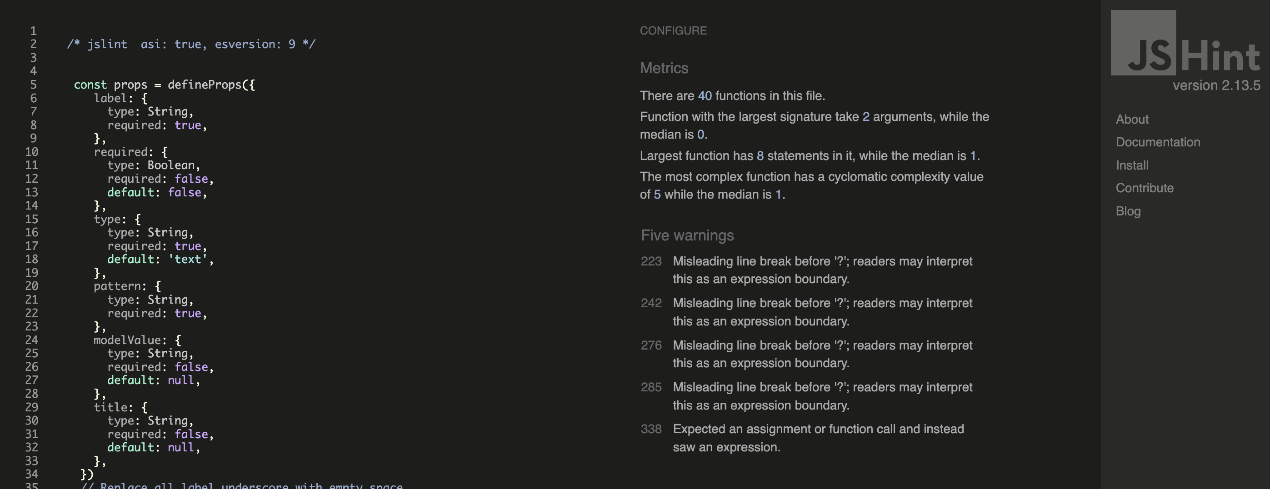 1
2 /* jslint  asi: true, esversion: 9 */
3
4
5 const props = defineProps({
6 label: {
7 type: String,
8 required: true,
9 },
10 required: {
11 type: Boolean,
12 required: false,
13 default: false,
14 },
15 type: {
16 type: String,
17 required: true,
18 default: 'text',
19 },
20 pattern: {
21 type: String,
22 required: true,
23 },
24 modelValue: {
25 type: String,
26 required: false,
27 default: null,
28 },
29 title: {
30 type: String,
31 required: false,
32 default: null,
33 },
34 })
35 // Replace all label underscore with empty space
CONFIGURE
Metrics
There are 40 functions in this file.
Function with the largest signature take 2 arguments, while the
median is 0.
Largest function has 8 statements in it, while the median is 1.
The most complex function has a cyclomatic complexity value
of 5 while the median is 1.
Five warnings
223 Misleading line break before '?'; readers may interpret
this as an expression boundary.
242 Misleading line break before '?'; readers may interpret
this as an expression boundary.
276 Misleading line break before '?'; readers may interpret
this as an expression boundary.
285 Misleading line break before '?'; readers may interpret
this as an expression boundary.
338 Expected an assignment or function call and instead
saw an expression.
JSHint
version 2.13.5
About
Documentation
Install
Contribute
Blog